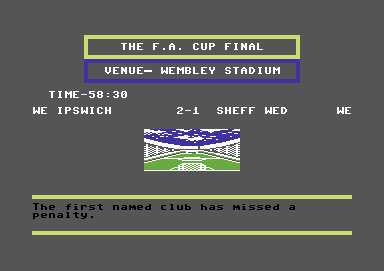 THE F.A. CUP FINAL
VENUE– WEMBLEY STADIUM
TIME-58:30
WE IPSWICH 2-1 SHEFF WED WE
The first named club has missed a
penalty.